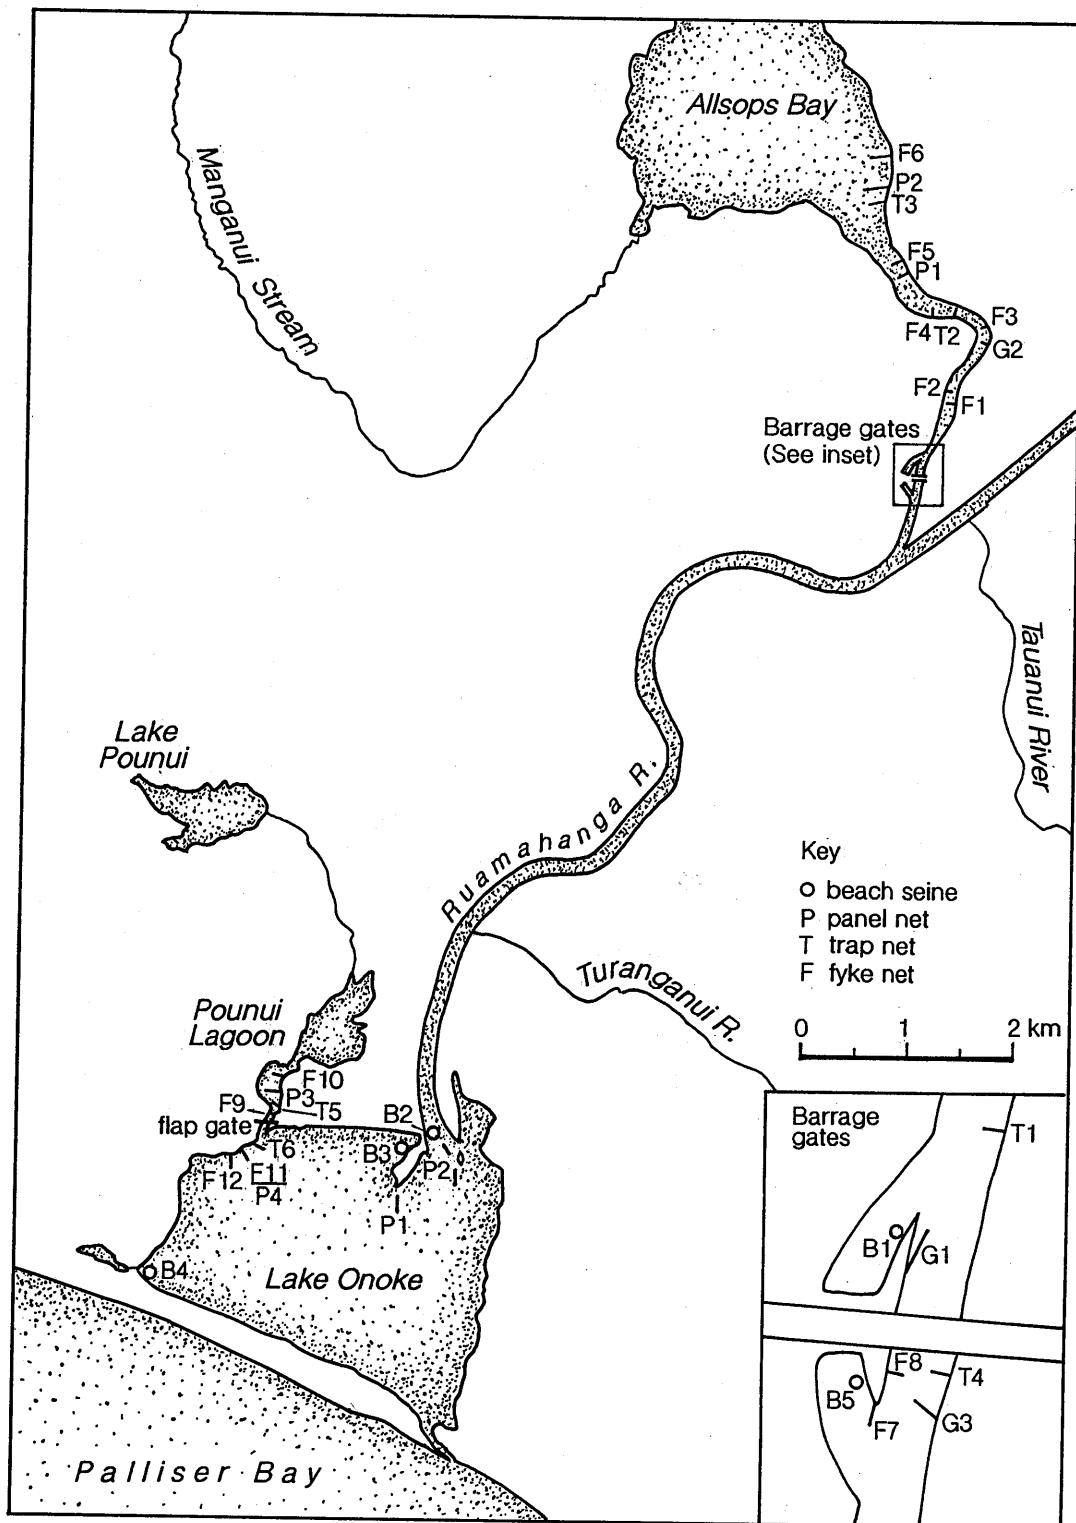 Allsops Bay
Manganui Stream
F6
P2
T3
F5
P1
F3
F4 T2
G2
F2
F1
Barrage gates
(See inset)
Tauanui River
Lake
Pounui
Ruamahanga R.
Key
beach seine
P panel net
T trap net
F fyke net
0 1 2 km
Turanganui R.
Pounui
Lagoon
F10
P3
F9
T5
flap gate
B2
B3
T6
P2
F12
F11
P4
P1
B4
Lake Onoke
Palliser Bay
Barrage
gates
T1
B1
G1
F8
T4
B5
F7
G3